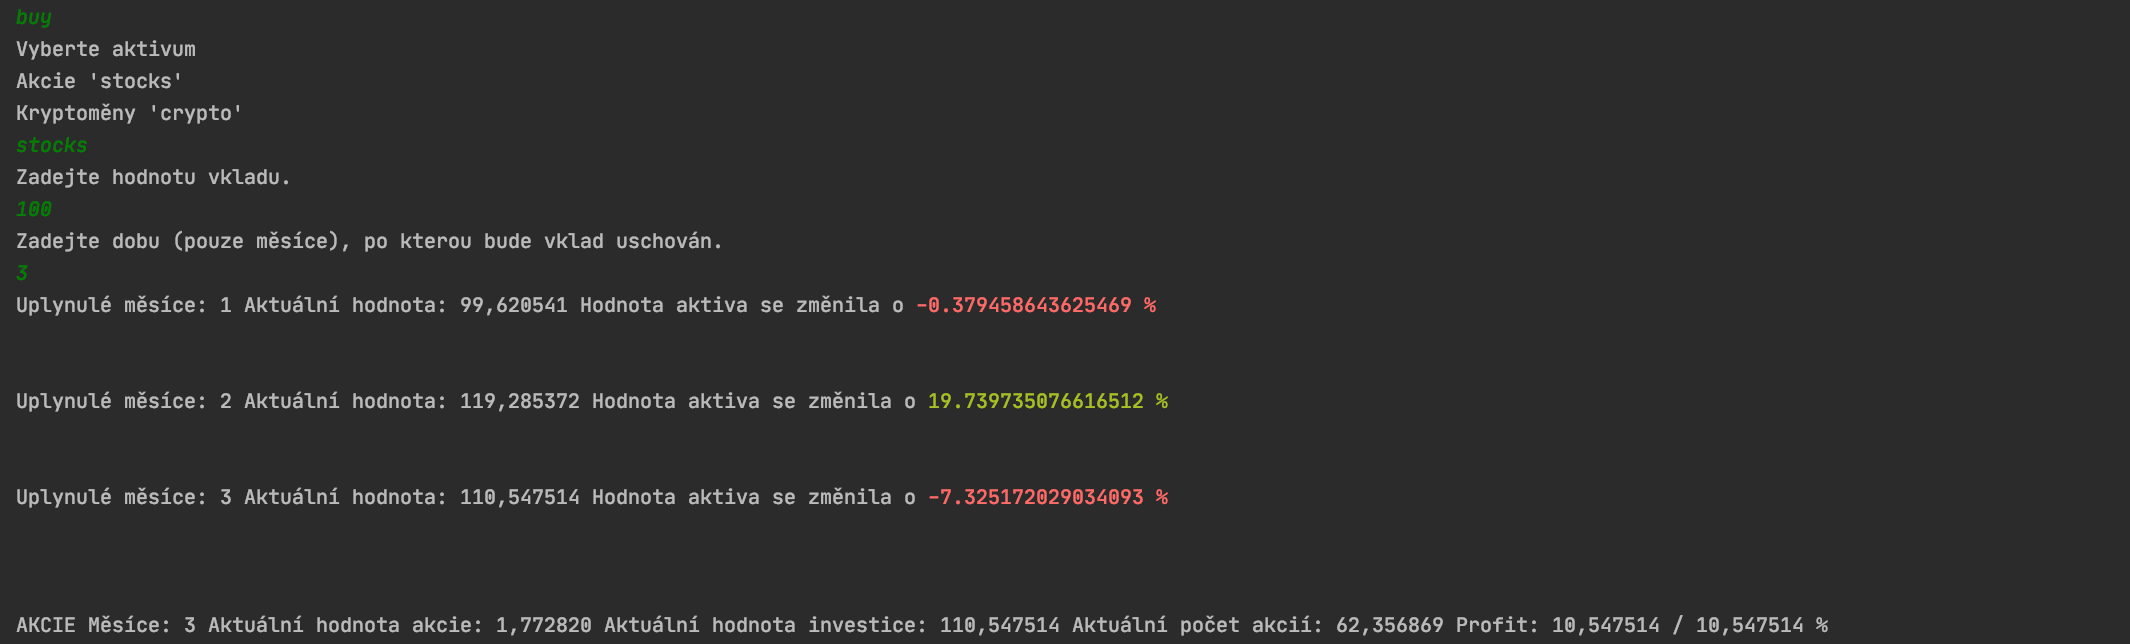 buy
Vyberte aktivum
Akcie 'stocks'
Kryptoměny 'crypto'
stocks
Zadejte hodnotu vkladu.
100
Zadejte dobu (pouze měsíce), po kterou bude vklad uschován.
3
Uplynulé měsíce: 1 Aktuální hodnota: 99,620541 Hodnota aktiva se změnila o -0.379458643625469 %
Uplynulé měsíce: 2 Aktuální hodnota: 119,285372 Hodnota aktiva se změnila o 19.739735076616512 %
Uplynulé měsíce: 3 Aktuální hodnota: 110,547514 Hodnota aktiva se změnila o -7.325172029034093 %
AKCIE Měsíce: 3 Aktuální hodnota akcie: 1,772820 Aktuální hodnota investice: 110,547514 Aktuální počet akcií: 62,356869 Profit: 10,547514 / 10,547514 %